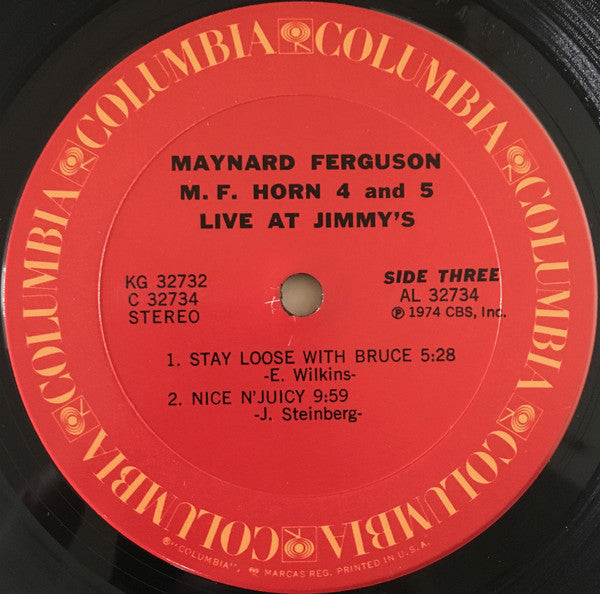 COLUMBIA COLUMBIA COLUMBIA COLUMBIA COLUMBIA COLUMBIA
MAYNARD FERGUSON
M. F. HORN 4 and 5
LIVE AT JIMMY'S
KG 32732
C 32734
STEREO
SIDE THREE
AL 32734
℗ 1974 CBS, Inc.
1. STAY LOOSE WITH BRUCE 5:28
-E. Wilkins-
2. NICE N'JUICY 9:59
-J. Steinberg-
®"COLUMBIA", MARCAS REG. PRINTED IN U.S.A.